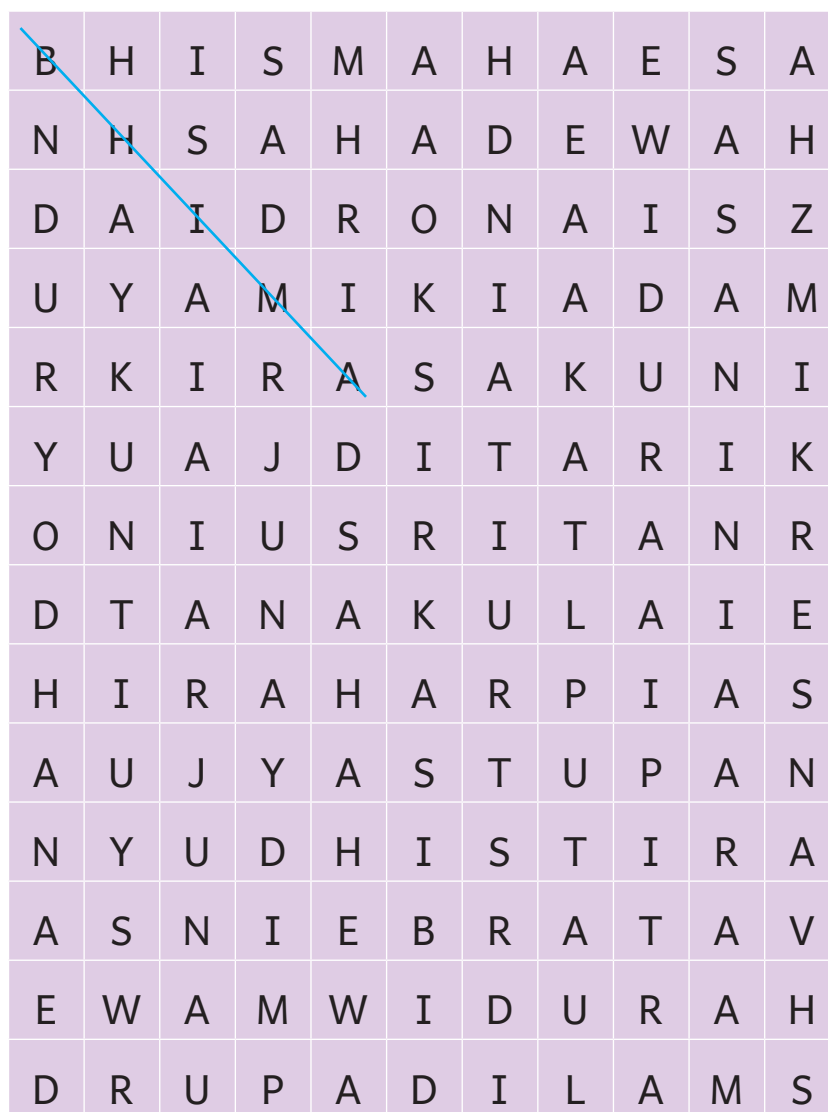 B H I S M A H A E S A
N H S A H A D E W A H
D A I D R O N A I S Z
U Y A M I K I A D A M
R K I R A S A K U N I
Y U A J D I T A R I K
O N I U S R I T A N R
D T A N A K U L A I E
H I R A H A R P I A S
A U J Y A S T U P A N
N Y U D H I S T I R A
A S N I E B R A T A V
E W A M W I D U R A H
D R U P A D I L A M S